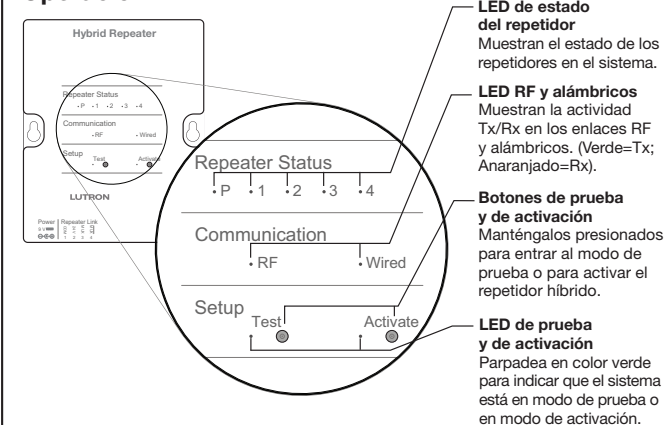 Hybrid Repeater
Repeater Status
P 1 2 3 4
Communication
RF Wired
Setup
Test Activate
LUTRON
Power Repeater Link
9 V
1 2 3 4
Repeater Status
P 1 2 3 4
Communication
RF Wired
Setup
Test Activate
LED de estado
del repetidor
Muestran el estado de los
repetidores en el sistema.
LED RF y alámbricos
Muestran la actividad
Tx/Rx en los enlaces RF
y alámbricos. (Verde=Tx;
Anaranjado=Rx).
Botones de prueba
y de activación
Manténgalos presionados
para entrar al modo de
prueba o para activar el
repetidor híbrido.
LED de prueba
y de activación
Parpadea en color verde
para indicar que el sistema
está en modo de prueba o
en modo de activación.